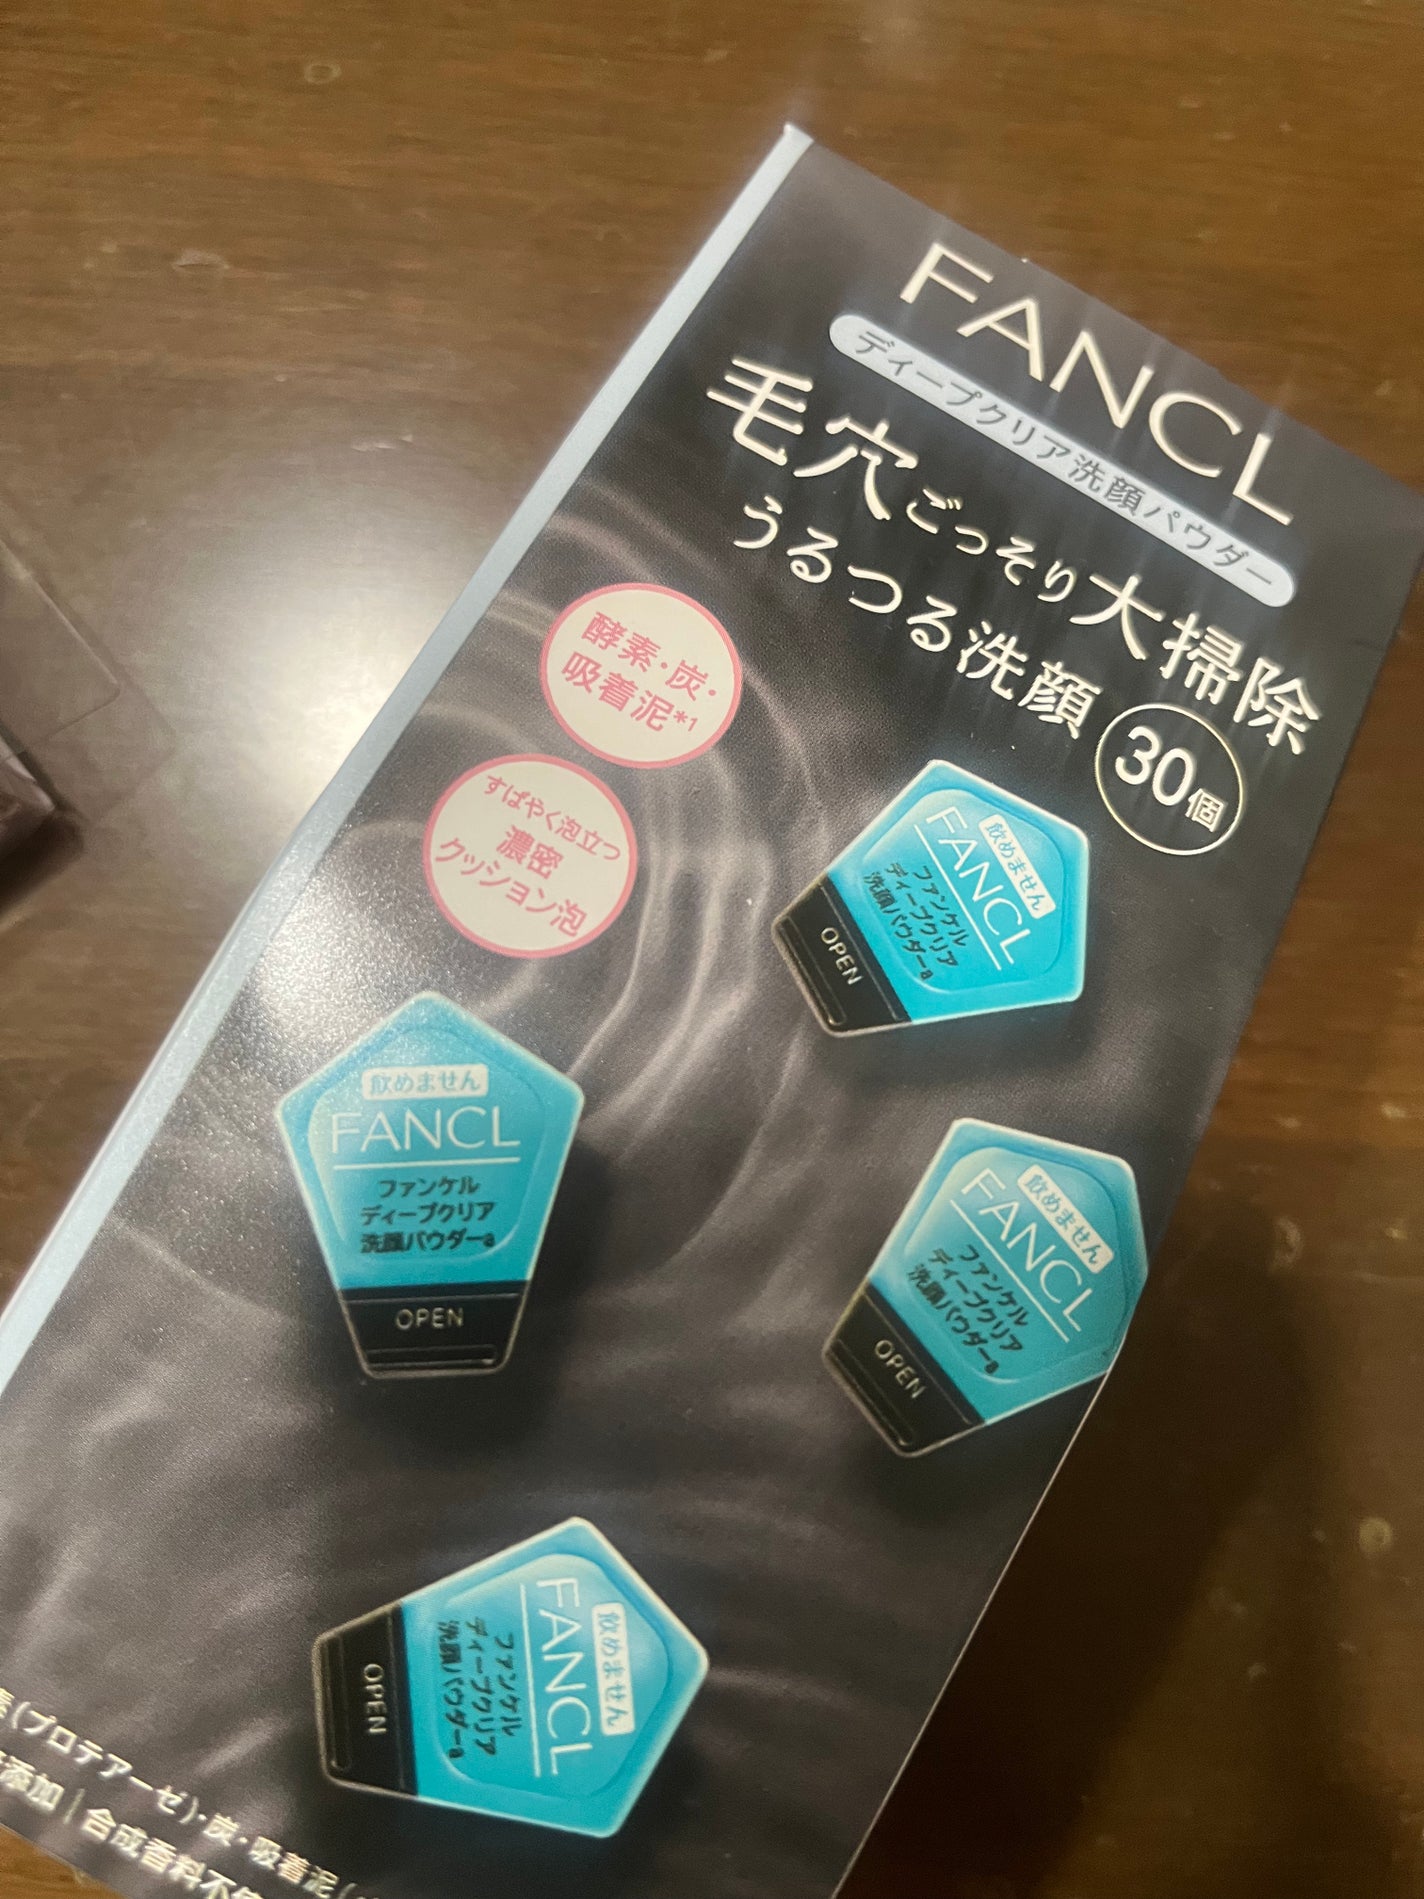 FANCL
ディープクリア洗顔パウダー
毛穴ごっそり大掃除
うるつる洗顔
30個
酵素・炭・
吸着泥*1
すばやく泡立つ
濃密
クッション泡
飲めません
FANCL
ファンケル
ディープクリア
洗顔パウダーa
OPEN
飲めません
FANCL
ファンケル
ディープクリア
洗顔パウダーa
OPEN
飲めません
FANCL
ファンケル
ディープクリア
洗顔パウダーa
OPEN
飲めません
FANCL
ファンケル
ディープクリア
洗顔パウダーa
OPEN
(プロテアーゼ)・炭・吸着泥(
添加|合成香料不